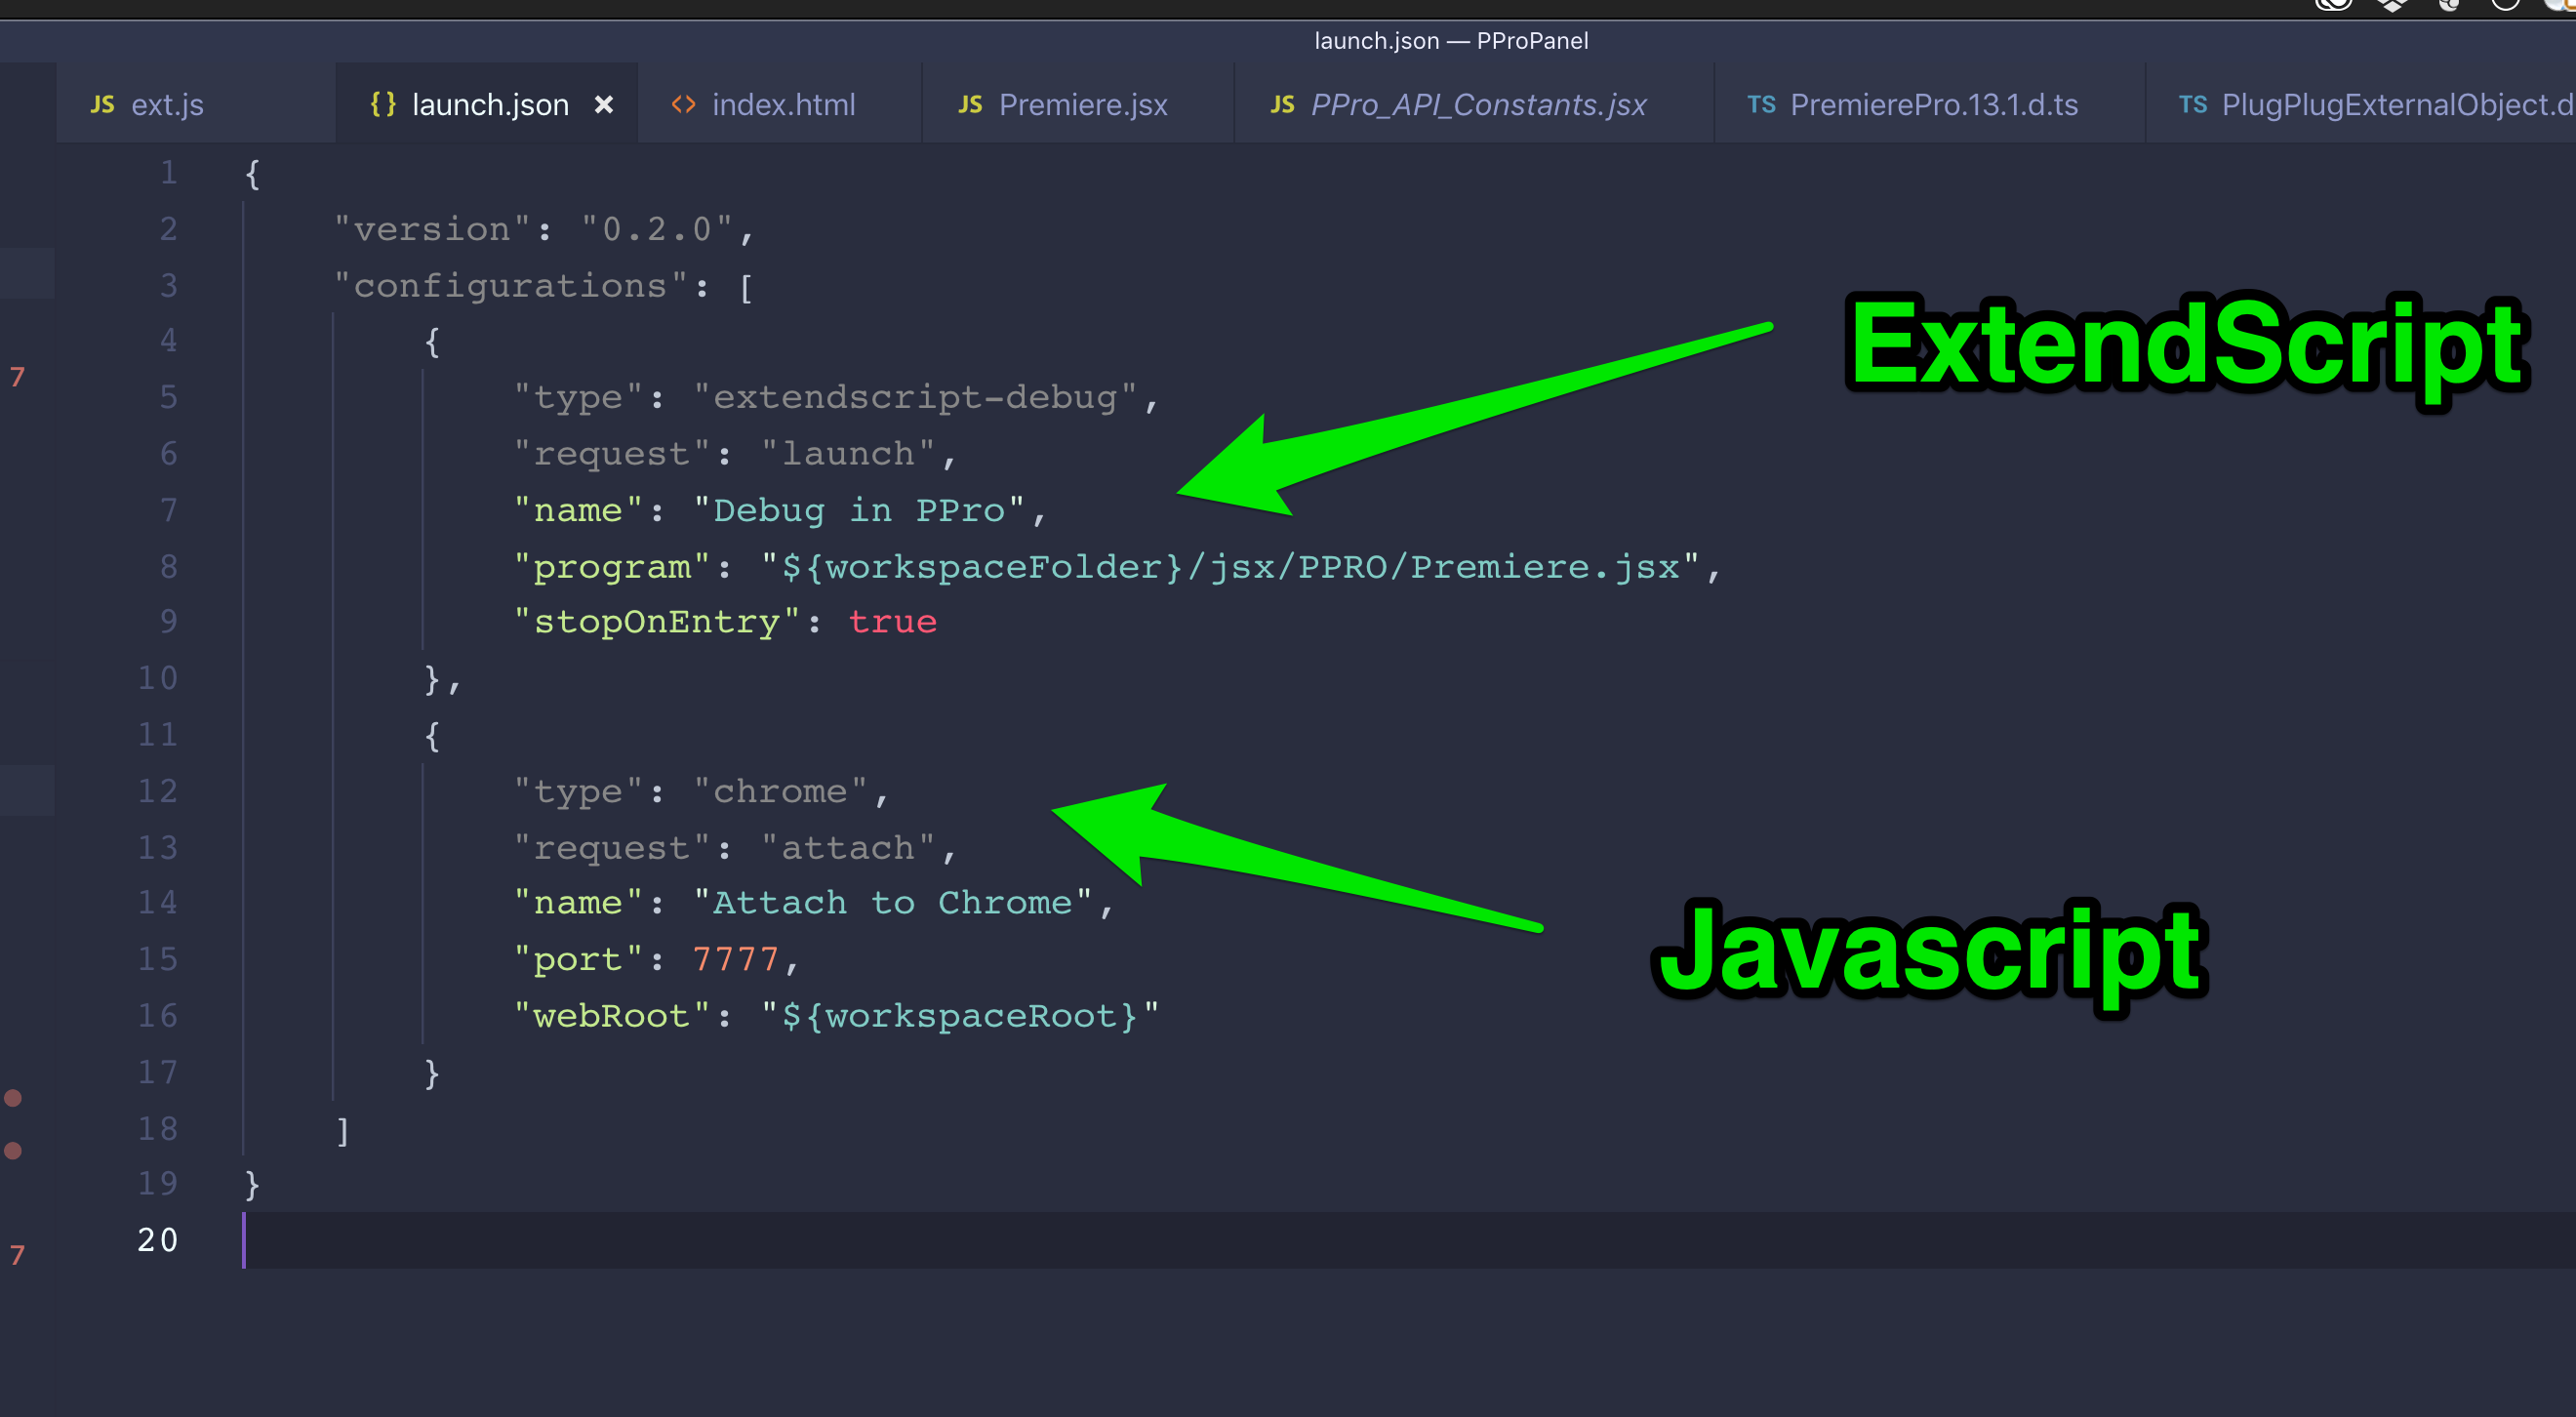 launch.json — PProPanel
JS ext.js
{} launch.json ×
<> index.html
JS Premiere.jsx
JS PPro_API_Constants.jsx
TS PremierePro.13.1.d.ts
TS PlugPlugExternalObject.d
1 {
2 "version": "0.2.0",
3 "configurations": [
4 {
5 "type": "extendscript-debug",
6 "request": "launch",
7 "name": "Debug in PPro",
8 "program": "${workspaceFolder}/jsx/PPRO/Premiere.jsx",
9 "stopOnEntry": true
10 },
11 {
12 "type": "chrome",
13 "request": "attach",
14 "name": "Attach to Chrome",
15 "port": 7777,
16 "webRoot": "${workspaceRoot}"
17 }
18 ]
19 }
20
7
7
ExtendScript
Javascript